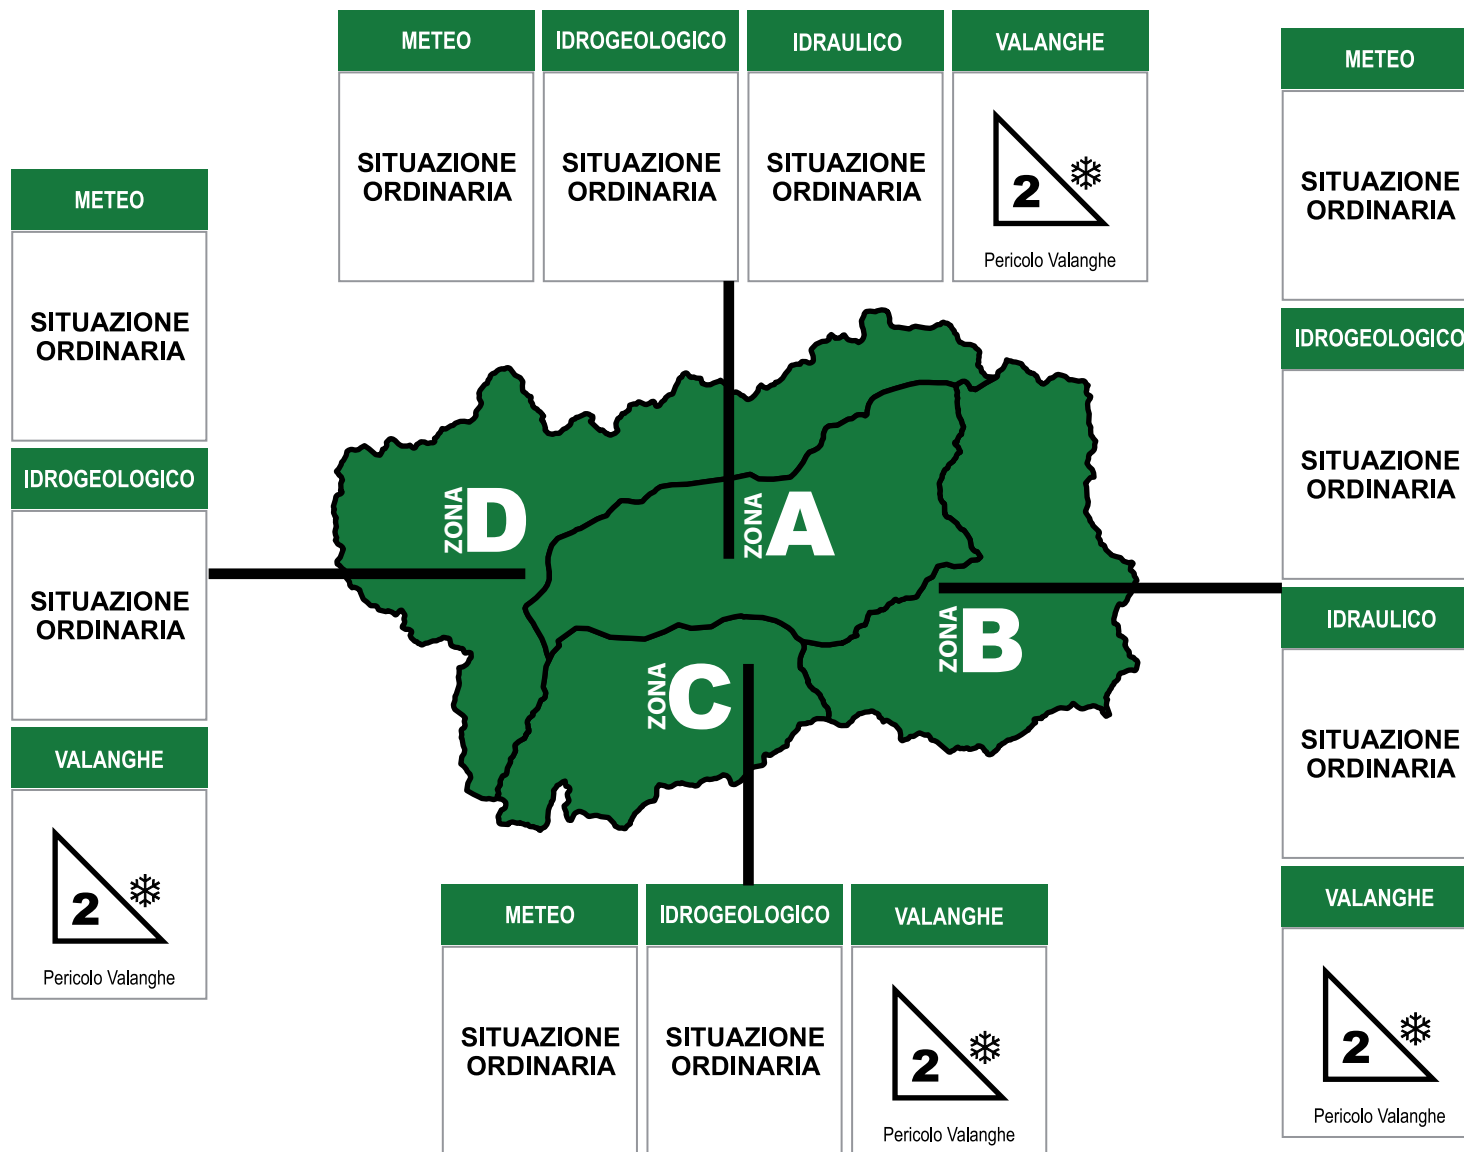 METEO
IDROGEOLOGICO
IDRAULICO
VALANGHE
SITUAZIONE
ORDINARIA
SITUAZIONE
ORDINARIA
SITUAZIONE
ORDINARIA
2
Pericolo Valanghe
METEO
SITUAZIONE
ORDINARIA
IDROGEOLOGICO
SITUAZIONE
ORDINARIA
VALANGHE
2
Pericolo Valanghe
ZONA D
ZONA A
ZONA B
ZONA C
METEO
SITUAZIONE
ORDINARIA
IDROGEOLOGICO
SITUAZIONE
ORDINARIA
IDRAULICO
SITUAZIONE
ORDINARIA
VALANGHE
2
Pericolo Valanghe
METEO
IDROGEOLOGICO
VALANGHE
SITUAZIONE
ORDINARIA
SITUAZIONE
ORDINARIA
2
Pericolo Valanghe